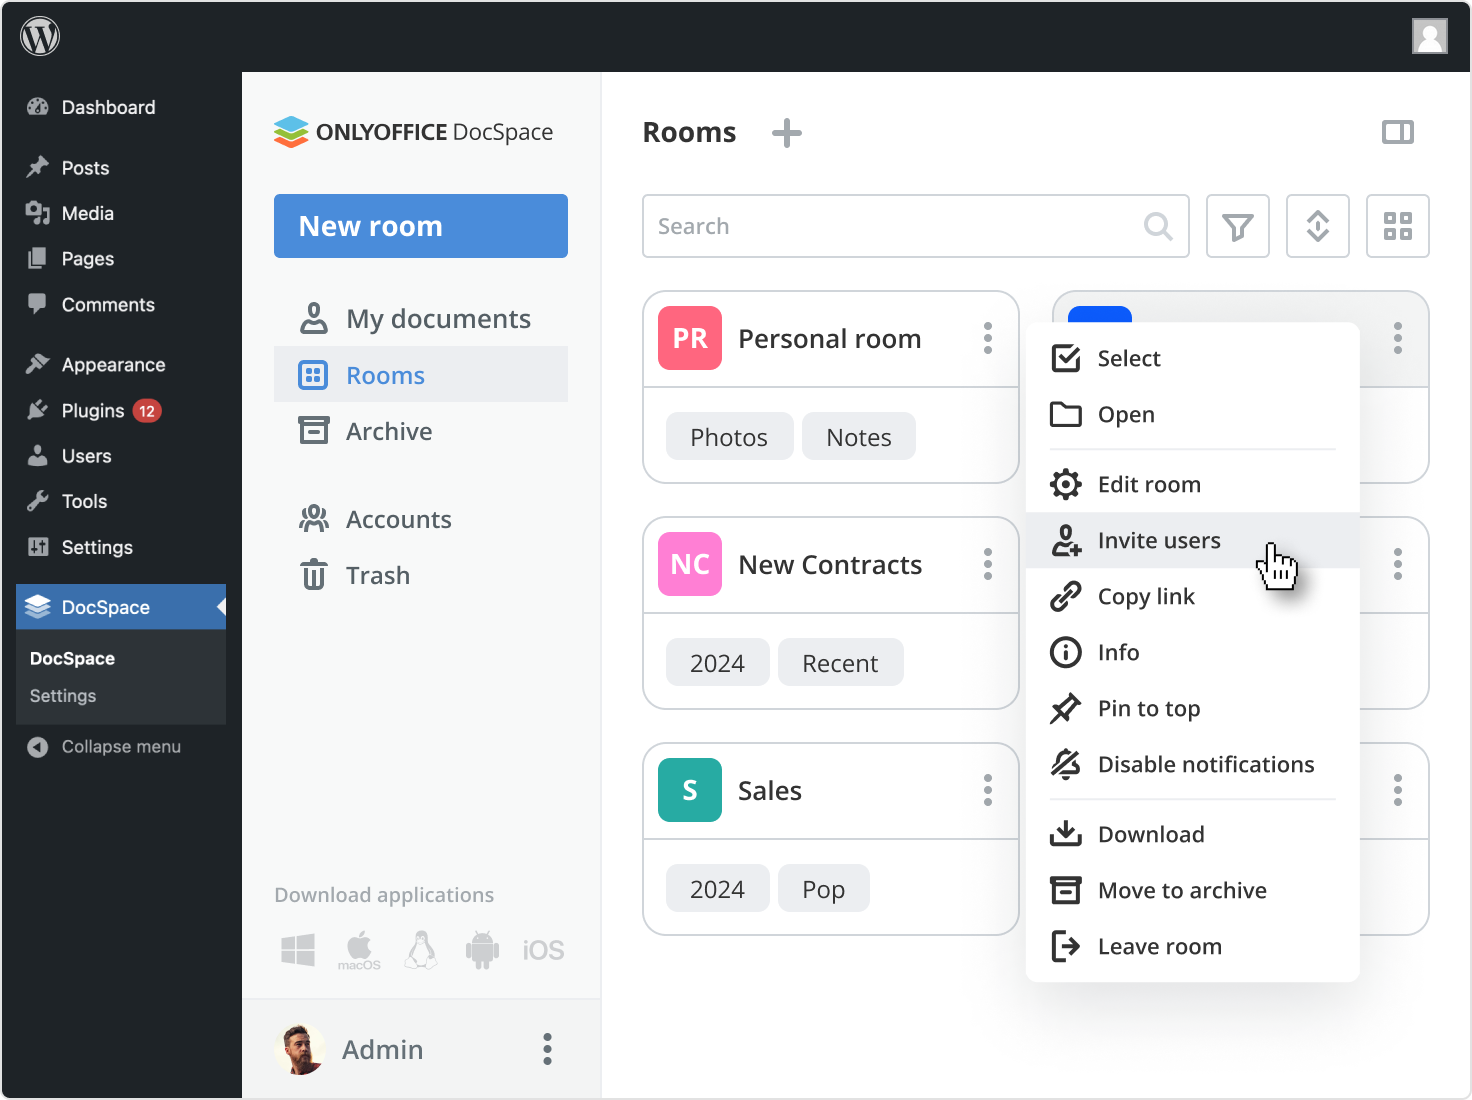 Dashboard
Posts
Media
Pages
Comments
Appearance
Plugins 12
Users
Tools
Settings
DocSpace
DocSpace
Settings
Collapse menu
ONLYOFFICE DocSpace
New room
My documents
Rooms
Archive
Accounts
Trash
Download applications
macOS
iOS
Admin
Rooms
Search
PR Personal room
Photos Notes
NC New Contracts
2024 Recent
S Sales
2024 Pop
Select
Open
Edit room
Invite users
Copy link
Info
Pin to top
Disable notifications
Download
Move to archive
Leave room